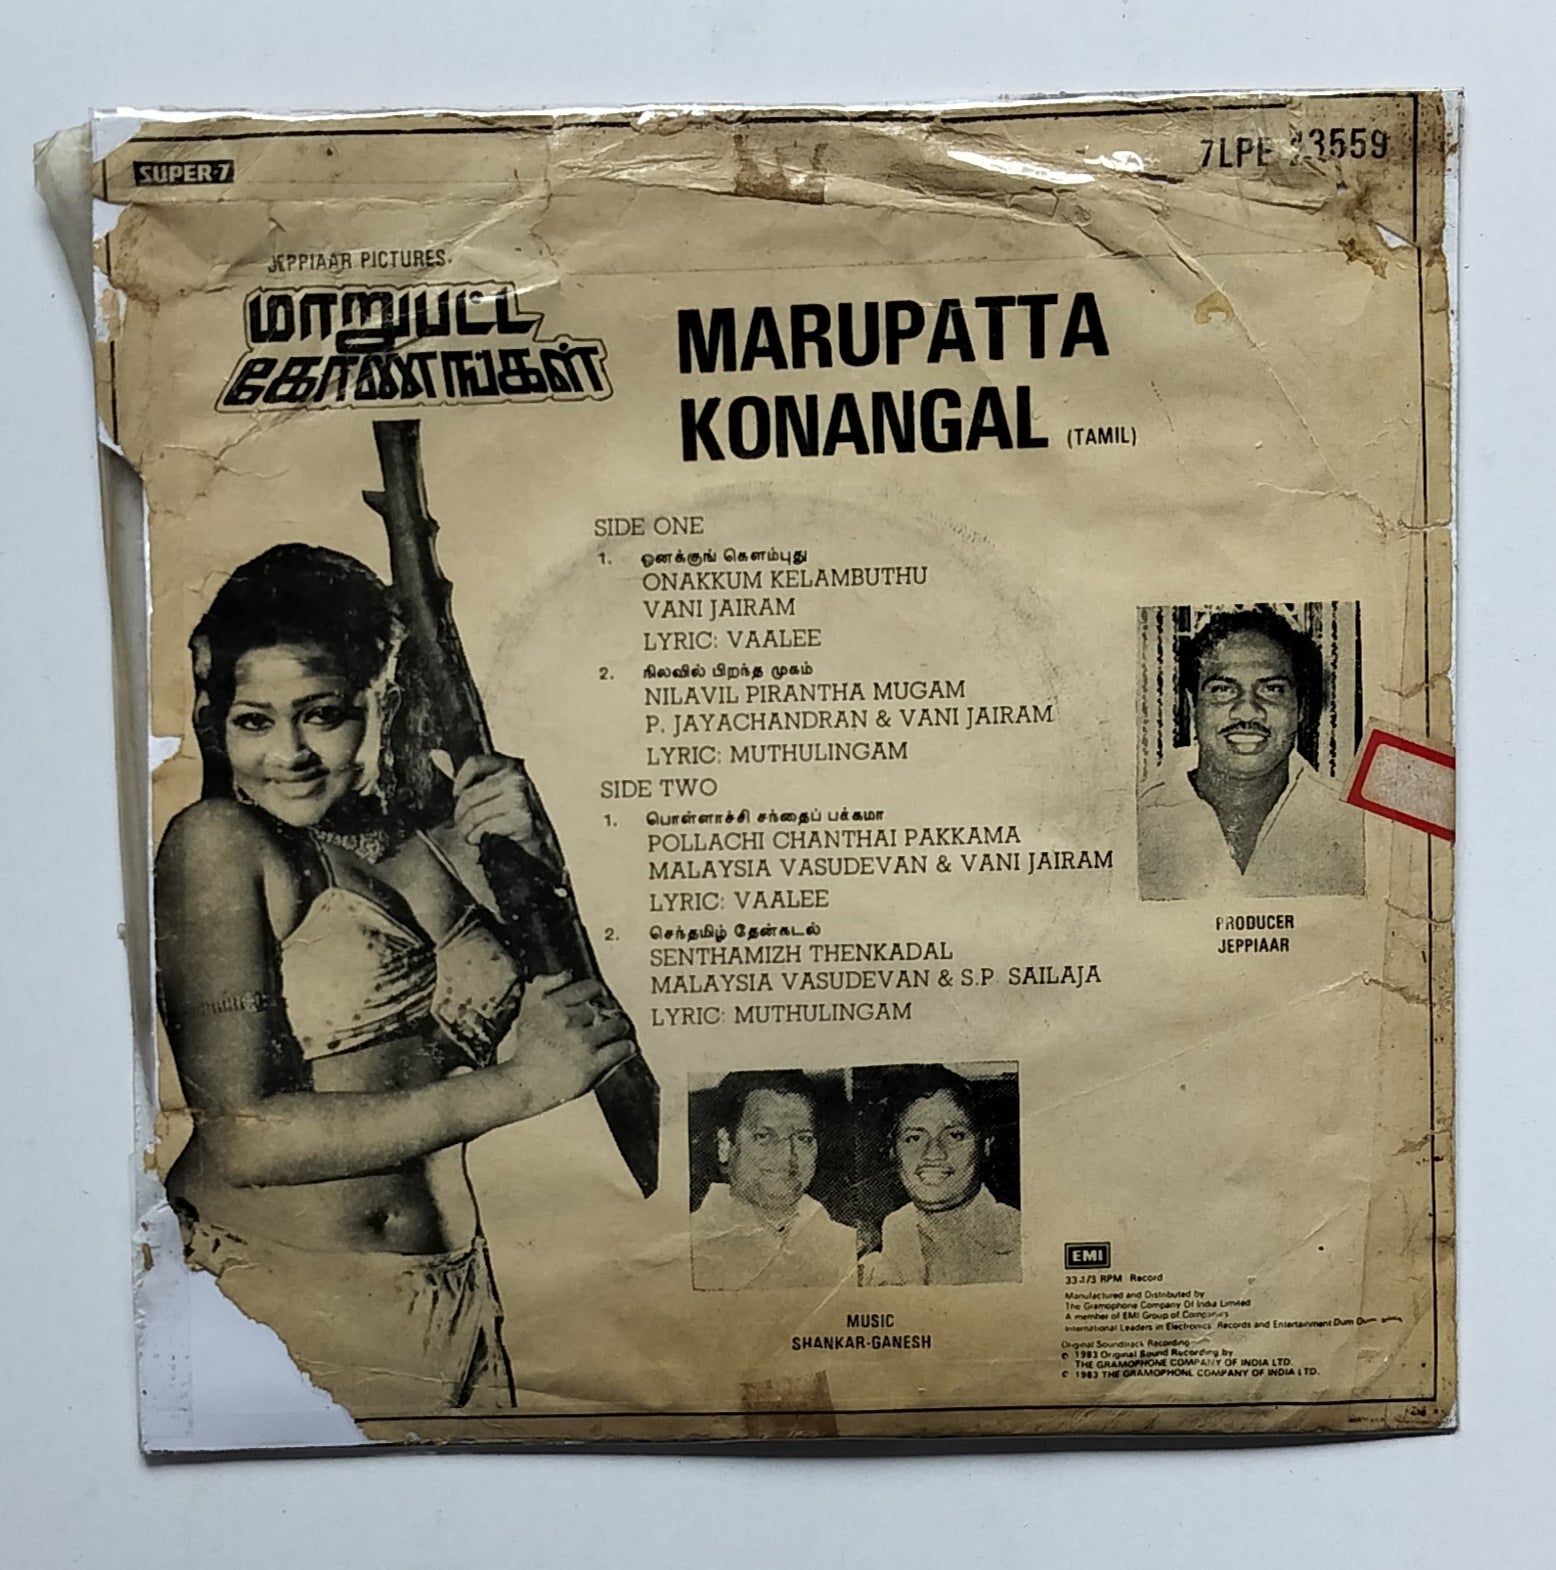 SUPER-7
7LPE 23559
JEPPIAAR PICTURES.
மாறுபட்ட
கோணங்கள்
MARUPATTA
KONANGAL (TAMIL)
SIDE ONE
1. ஓனக்குங் கெளம்புது
ONAKKUM KELAMBUTHU
VANI JAIRAM
LYRIC: VAALEE
2. நிலவில் பிறந்த முகம்
NILAVIL PIRANTHA MUGAM
P. JAYACHANDRAN & VANI JAIRAM
LYRIC: MUTHULINGAM
SIDE TWO
1. பொள்ளாச்சி சந்தைப் பக்கமா
POLLACHI CHANTHAI PAKKAMA
MALAYSIA VASUDEVAN & VANI JAIRAM
LYRIC: VAALEE
2. செந்தமிழ் தேன்கடல்
SENTHAMIZH THENKADAL
MALAYSIA VASUDEVAN & S.P. SAILAJA
LYRIC: MUTHULINGAM
PRODUCER
JEPPIAAR
MUSIC
SHANKAR-GANESH
EMI
33 1/3 RPM Record
Manufactured and Distributed by
The Gramophone Company Of India Limited
A member of EMI Group of Companies
International Leaders in Electronics, Records and Entertainment Dum Dum
Original Soundtrack Recording
℗ 1983 Original Sound Recording by
THE GRAMOPHONE COMPANY OF INDIA LTD.
© 1983 THE GRAMOPHONE COMPANY OF INDIA LTD.